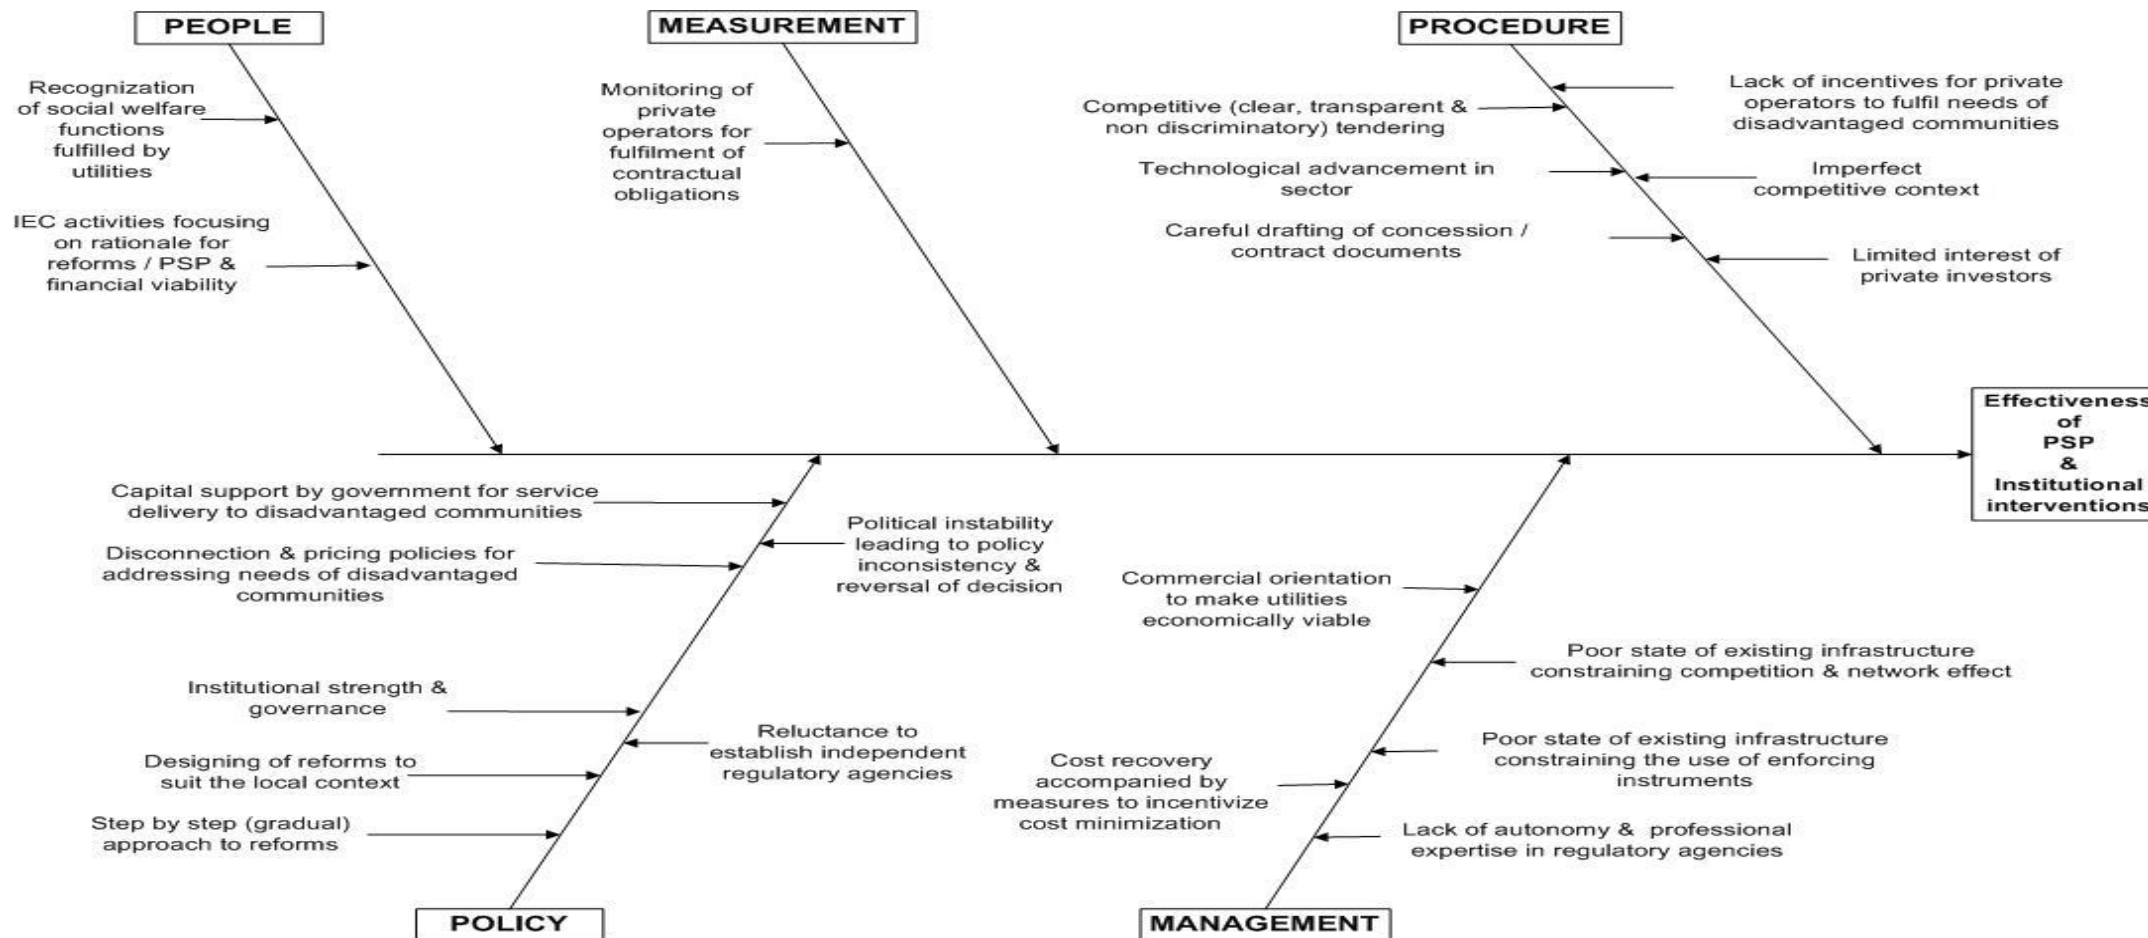 PEOPLE
MEASUREMENT
PROCEDURE
Recognization
of social welfare
functions
fulfilled by
utilities
IEC activities focusing
on rationale for
reforms / PSP &
financial viability
Monitoring of
private
operators for
fulfilment of
contractual
obligations
Competitive (clear, transparent &
non discriminatory) tendering
Technological advancement in
sector
Careful drafting of concession /
contract documents
Lack of incentives for private
operators to fulfil needs of
disadvantaged communities
Imperfect
competitive context
Limited interest of
private investors
Effectiveness
of
PSP
&
Institutional
interventions
Capital support by government for service
delivery to disadvantaged communities
Disconnection & pricing policies for
addressing needs of disadvantaged
communities
Institutional strength &
governance
Designing of reforms to
suit the local context
Step by step (gradual)
approach to reforms
Political instability
leading to policy
inconsistency &
reversal of decision
Reluctance to
establish independent
regulatory agencies
Commercial orientation
to make utilities
economically viable
Cost recovery
accompanied by
measures to incentivize
cost minimization
Poor state of existing infrastructure
constraining competition & network effect
Poor state of existing infrastructure
constraining the use of enforcing
instruments
Lack of autonomy & professional
expertise in regulatory agencies
POLICY
MANAGEMENT